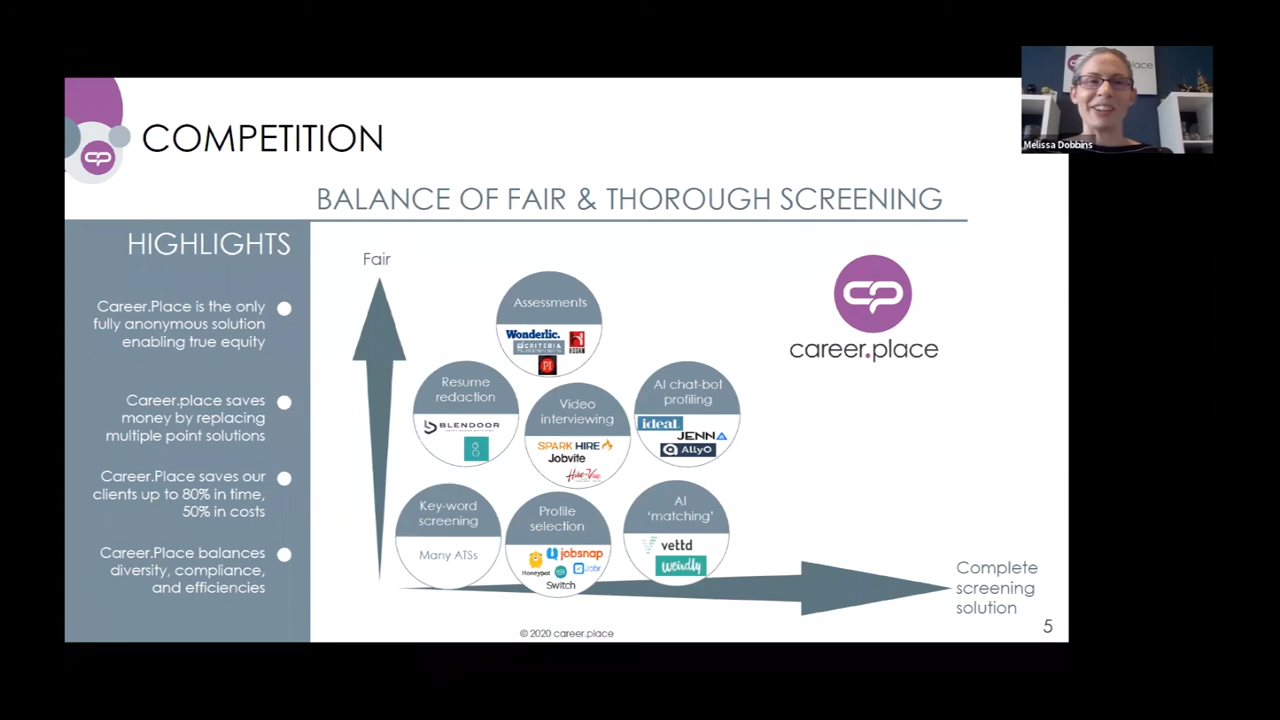 COMPETITION
BALANCE OF FAIR & THOROUGH SCREENING
HIGHLIGHTS
Career.Place is the only
fully anonymous solution
enabling true equity
Career.place saves
money by replacing
multiple point solutions
Career.Place saves our
clients up to 80% in time,
50% in costs
Career.Place balances
diversity, compliance,
and efficiencies
Fair
Assessments
Wonderlic.
CRITERIA
HOGAN
PI
Resume
redaction
BLENDOOR
Video
interviewing
SPARK HIRE
Jobvite
AI chat-bot
profiling
ideal.
JENN
AllyO
Key-word
screening
Many ATSs
Profile
selection
jobsnap
Honeypot
Jobr
Switch
AI
'matching'
vettd
weirdly
career.place
Complete
screening
solution
© 2020 career.place
5
Melissa Dobbins